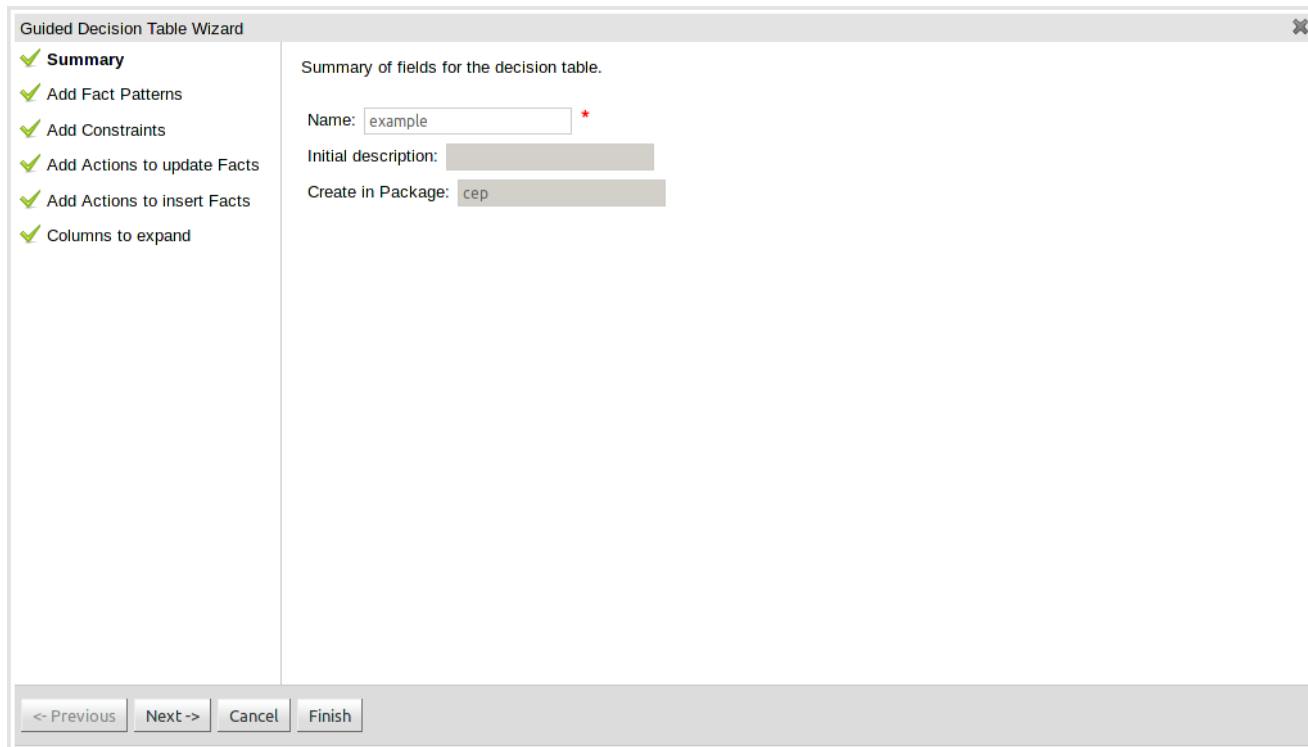 Guided Decision Table Wizard
Summary
Add Fact Patterns
Add Constraints
Add Actions to update Facts
Add Actions to insert Facts
Columns to expand
Summary of fields for the decision table.
Name: example *
Initial description:
Create in Package: cep
<- Previous Next -> Cancel Finish